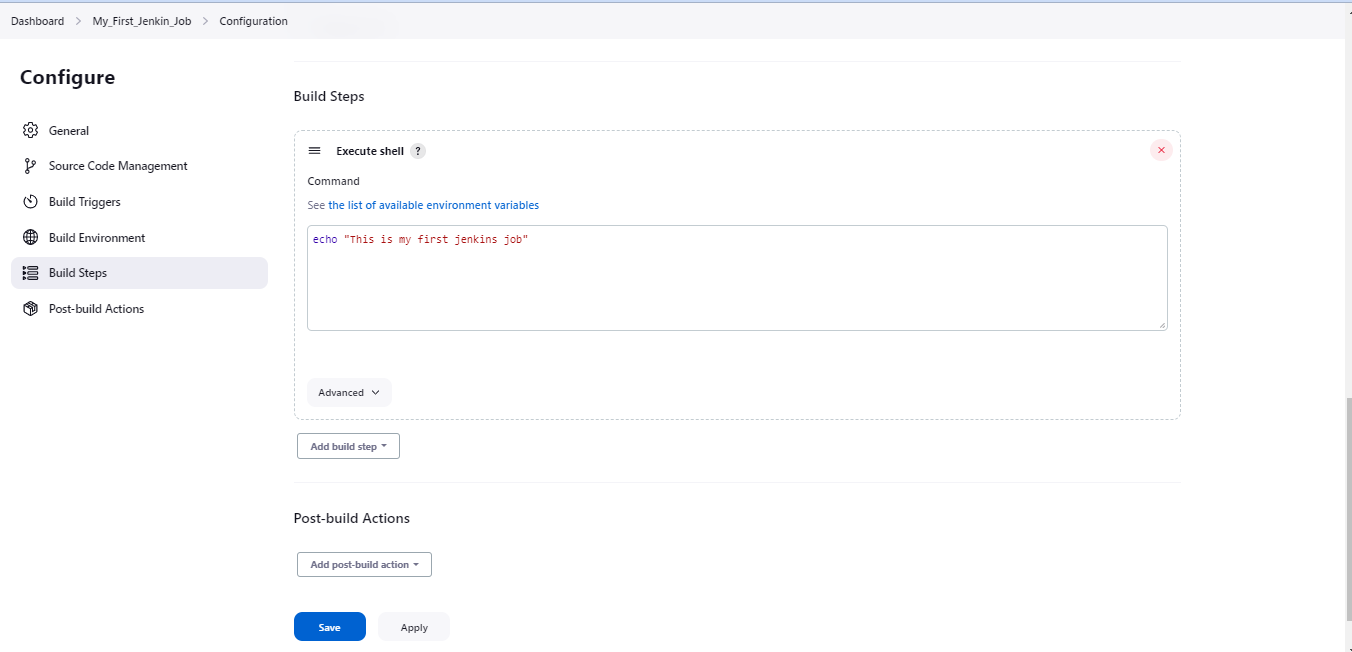 Dashboard > My_First_Jenkin_Job > Configuration
Configure
General
Source Code Management
Build Triggers
Build Environment
Build Steps
Post-build Actions
Build Steps
Execute shell ?
Command
See the list of available environment variables
echo "This is my first jenkins job"
Advanced
Add build step
Post-build Actions
Add post-build action
Save Apply